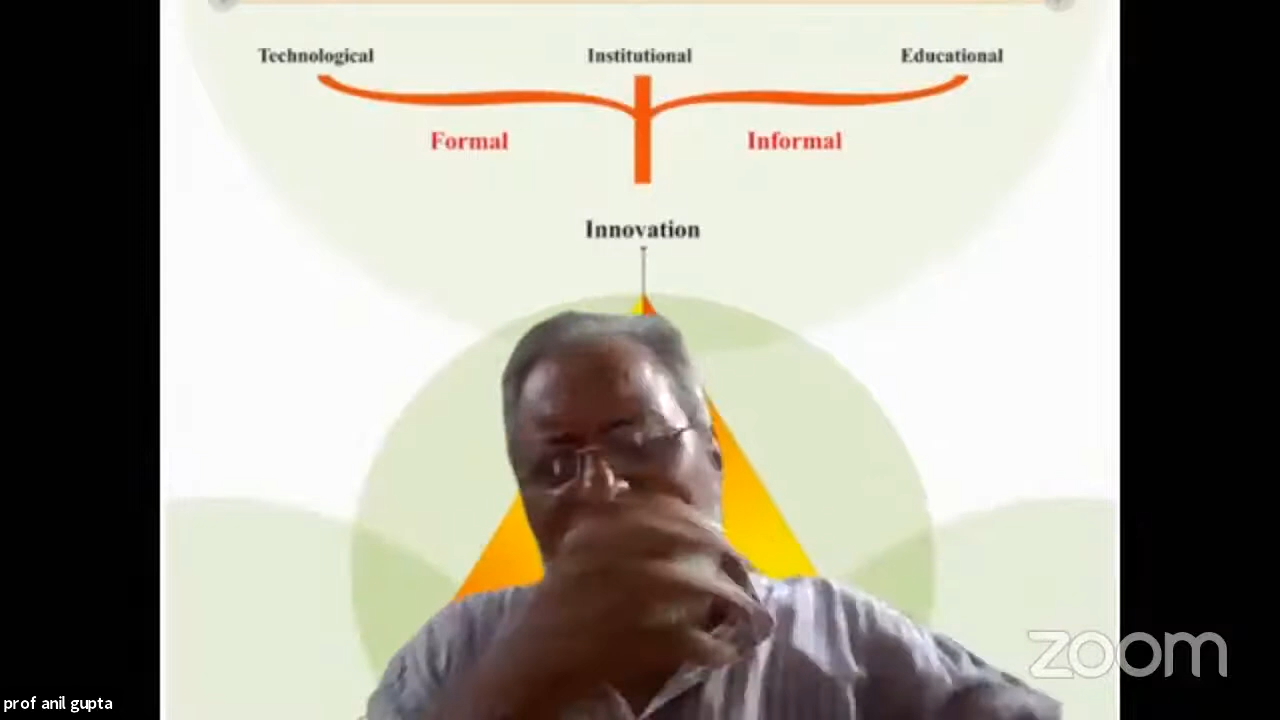 Technological Institutional Educational
Formal Informal
Innovation
zoom
prof anil gupta